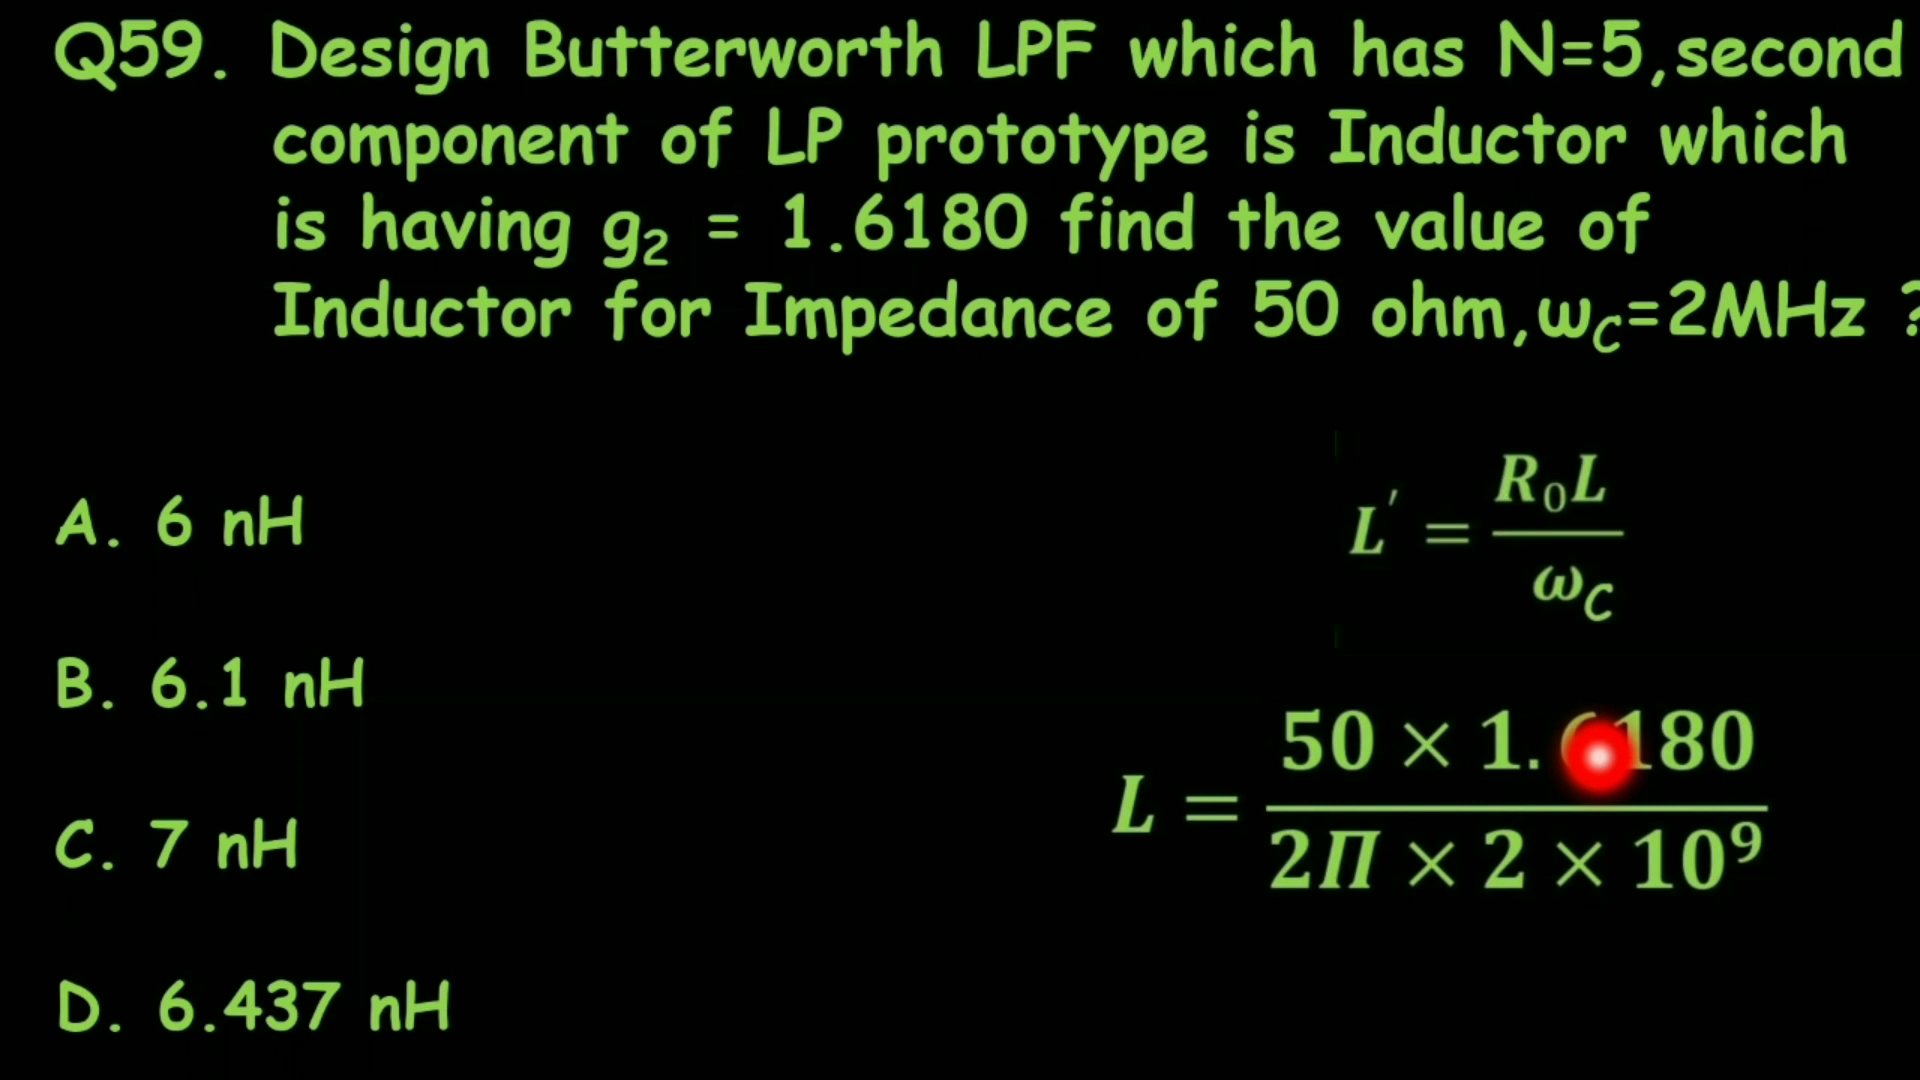 Q59. Design Butterworth LPF which has N=5,second
component of LP prototype is Inductor which
is having g₂ = 1.6180 find the value of
Inductor for Impedance of 50 ohm,ω_C=2MHz ?
A. 6 nH
B. 6.1 nH
C. 7 nH
D. 6.437 nH
L′ = R₀L / ω_C
L = 50 × 1.6180 / 2Π × 2 × 10⁹